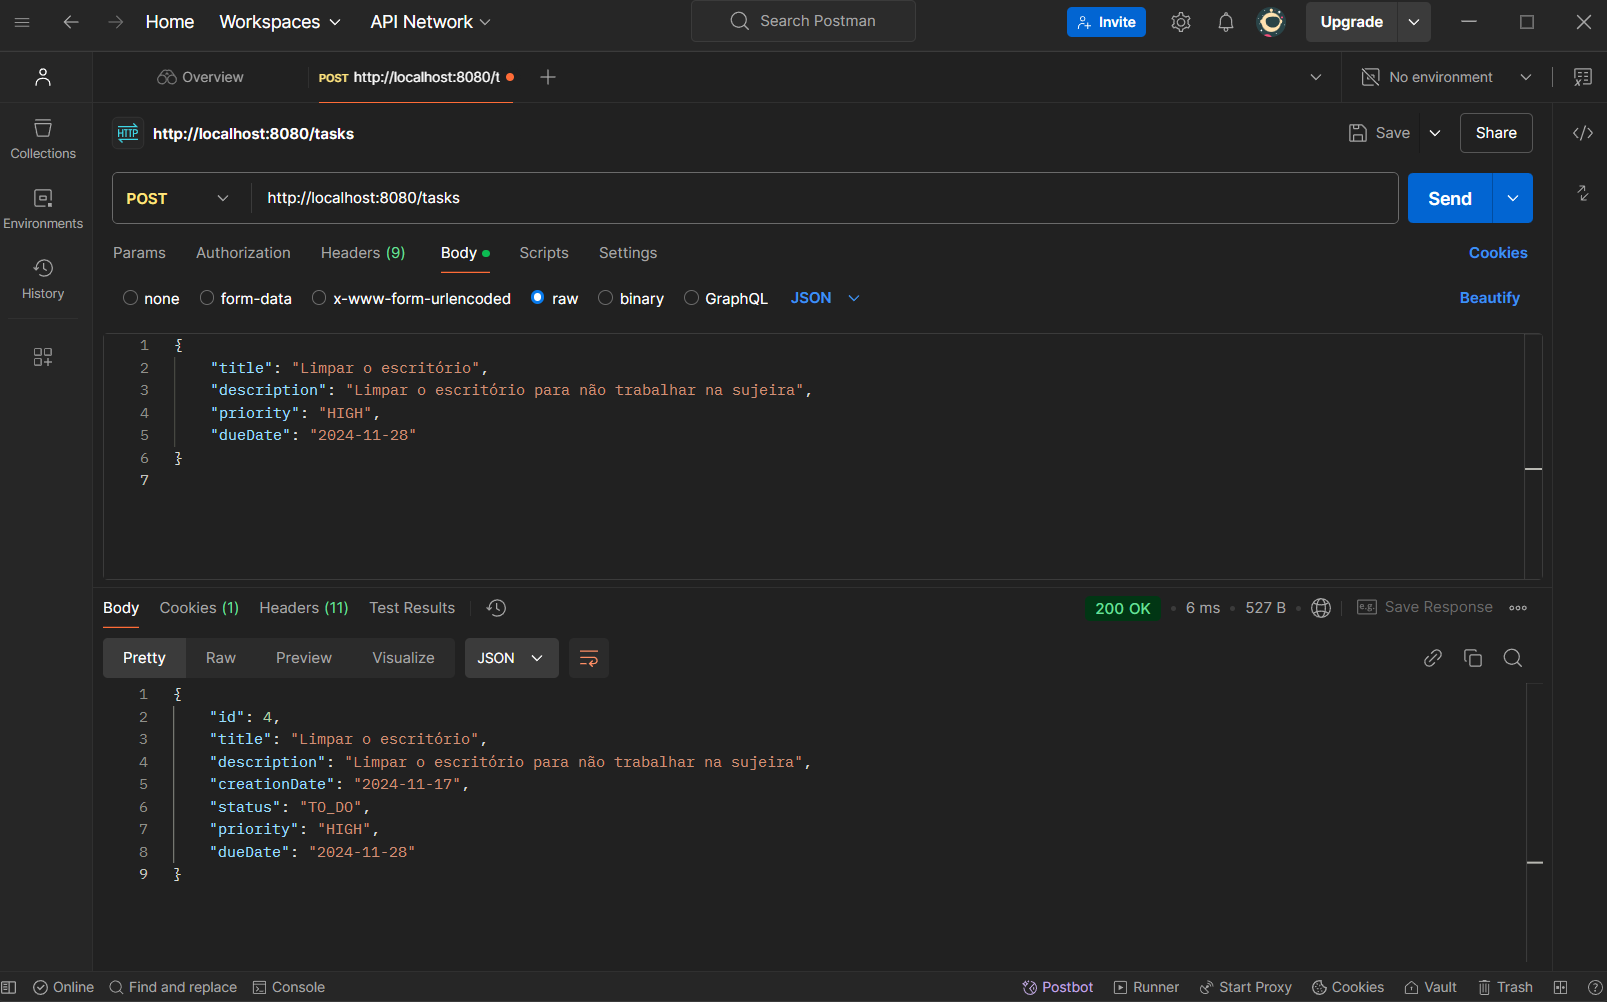 Home Workspaces API Network Search Postman Invite Upgrade
Overview POST http://localhost:8080/t No environment
HTTP http://localhost:8080/tasks Save Share
Collections
POST http://localhost:8080/tasks Send
Environments
Params Authorization Headers (9) Body Scripts Settings Cookies
History
none form-data x-www-form-urlencoded raw binary GraphQL JSON Beautify
1 {
2 "title": "Limpar o escritório",
3 "description": "Limpar o escritório para não trabalhar na sujeira",
4 "priority": "HIGH",
5 "dueDate": "2024-11-28"
6 }
7
Body Cookies (1) Headers (11) Test Results 200 OK • 6 ms • 527 B • e.g. Save Response
Pretty Raw Preview Visualize JSON
1 {
2 "id": 4,
3 "title": "Limpar o escritório",
4 "description": "Limpar o escritório para não trabalhar na sujeira",
5 "creationDate": "2024-11-17",
6 "status": "TO_DO",
7 "priority": "HIGH",
8 "dueDate": "2024-11-28"
9 }
Online Find and replace Console Postbot Runner Start Proxy Cookies Vault Trash